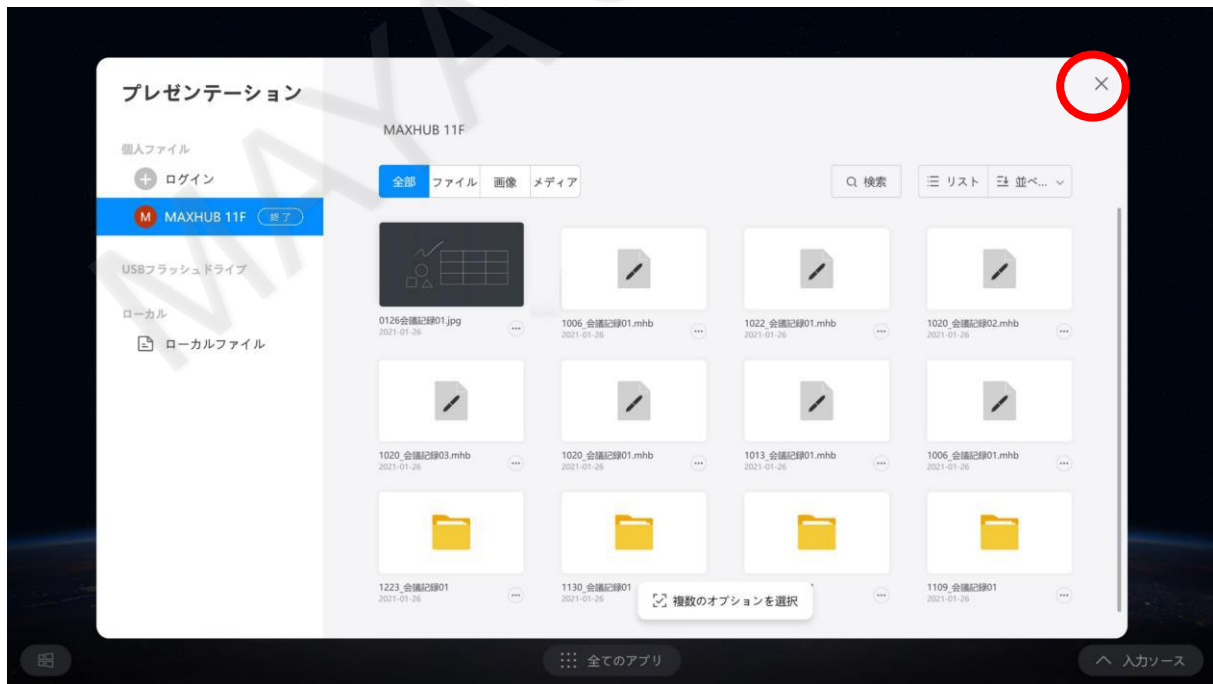 プレゼンテーション
個人ファイル
ログイン
M MAXHUB 11F 終了
USBフラッシュドライブ
ローカル
ローカルファイル
MAXHUB 11F
全部 ファイル 画像 メディア
検索 リスト 並べ...
0126会議記録01.jpg
2021-01-26
1006_会議記録01.mhb
2021-01-26
1022_会議記録01.mhb
2021-01-26
1020_会議記録02.mhb
2021-01-26
1020_会議記録03.mhb
2021-01-26
1020_会議記録01.mhb
2021-01-26
1013_会議記録01.mhb
2021-01-26
1006_会議記録01.mhb
2021-01-26
1223_会議記録01
2021-01-26
1130_会議記録01
2021-01-26
1109_会議記録01
2021-01-26
複数のオプションを選択
全てのアプリ
入力ソース